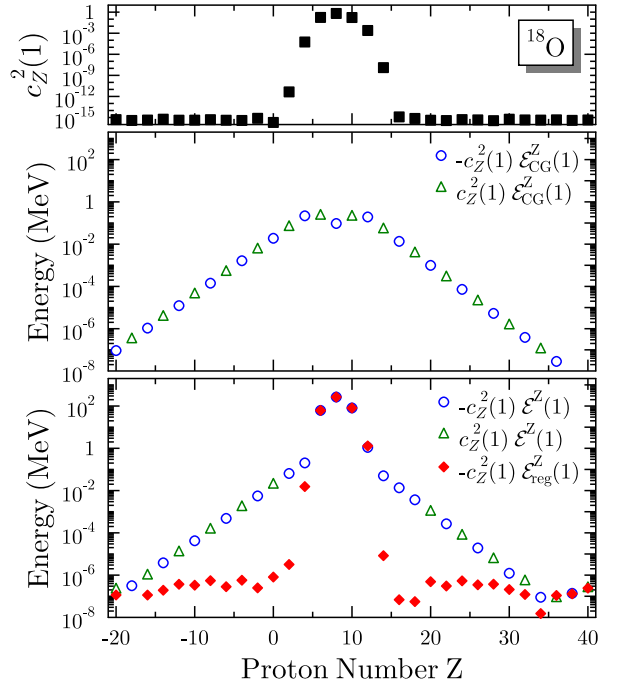 1
10⁻³
10⁻⁶
10⁻⁹
10⁻¹²
10⁻¹⁵
c²_Z(1)
¹⁸O
10²
1
10⁻²
10⁻⁴
10⁻⁶
10⁻⁸
Energy (MeV)
-c²_Z(1) ℰ^Z_CG(1)
c²_Z(1) ℰ^Z_CG(1)
10²
1
10⁻²
10⁻⁴
10⁻⁶
10⁻⁸
Energy (MeV)
-c²_Z(1) ℰ^Z(1)
c²_Z(1) ℰ^Z(1)
-c²_Z(1) ℰ^Z_reg(1)
-20 -10 0 10 20 30 40
Proton Number Z